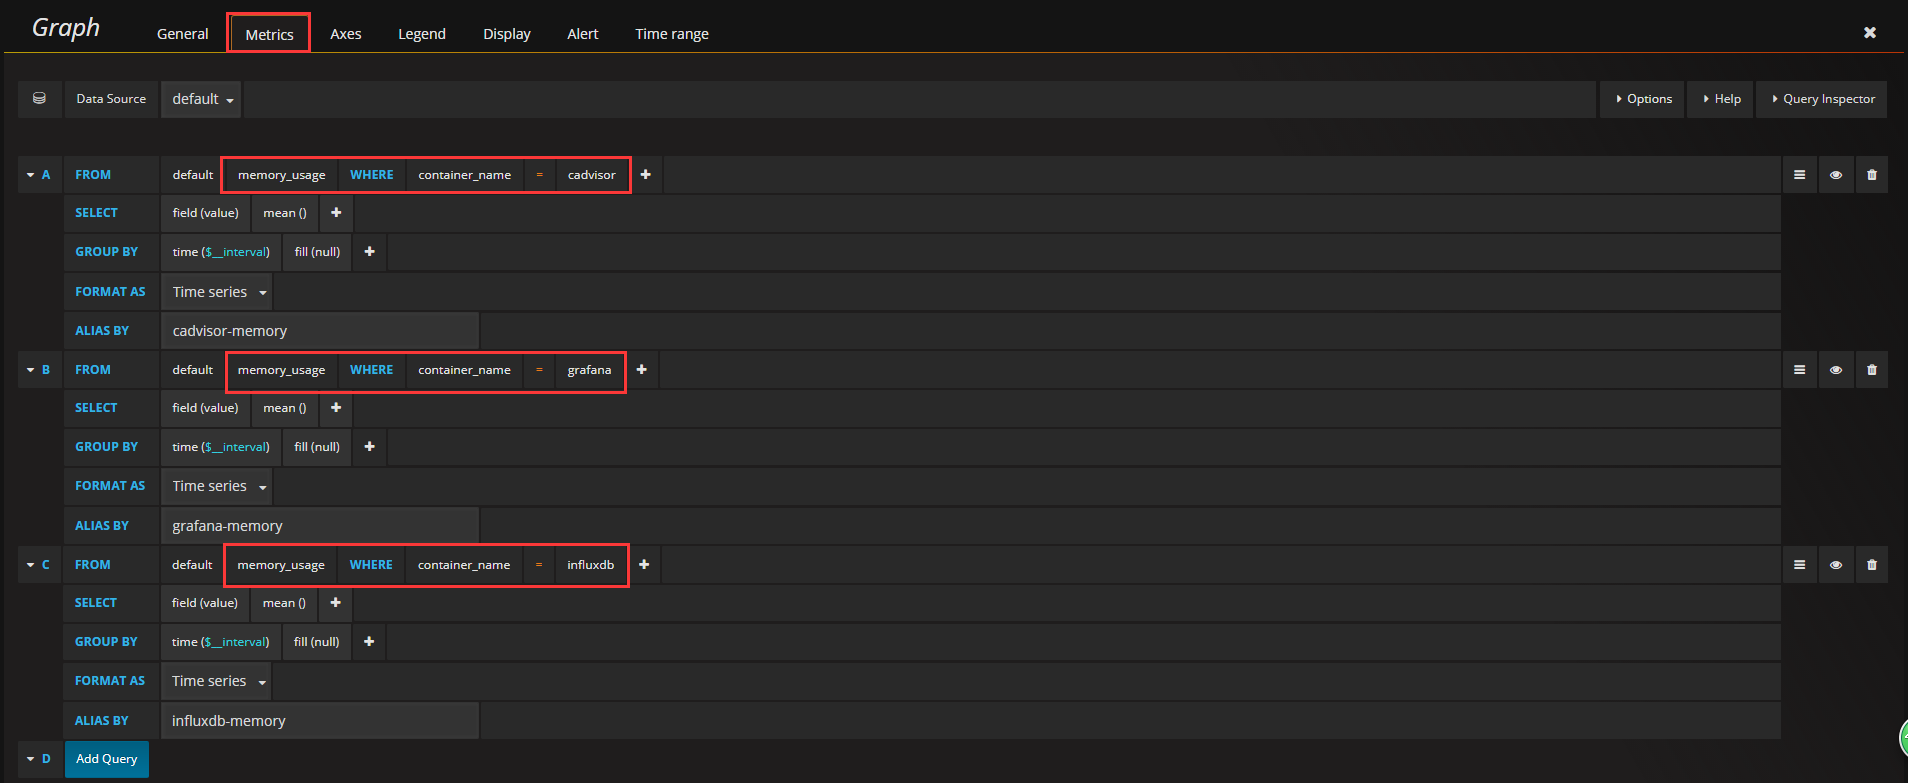 Graph General Metrics Axes Legend Display Alert Time range
Data Source default Options Help Query Inspector
A FROM default memory_usage WHERE container_name = cadvisor
SELECT field (value) mean ()
GROUP BY time ($__interval) fill (null)
FORMAT AS Time series
ALIAS BY cadvisor-memory
B FROM default memory_usage WHERE container_name = grafana
SELECT field (value) mean ()
GROUP BY time ($__interval) fill (null)
FORMAT AS Time series
ALIAS BY grafana-memory
C FROM default memory_usage WHERE container_name = influxdb
SELECT field (value) mean ()
GROUP BY time ($__interval) fill (null)
FORMAT AS Time series
ALIAS BY influxdb-memory
D Add Query